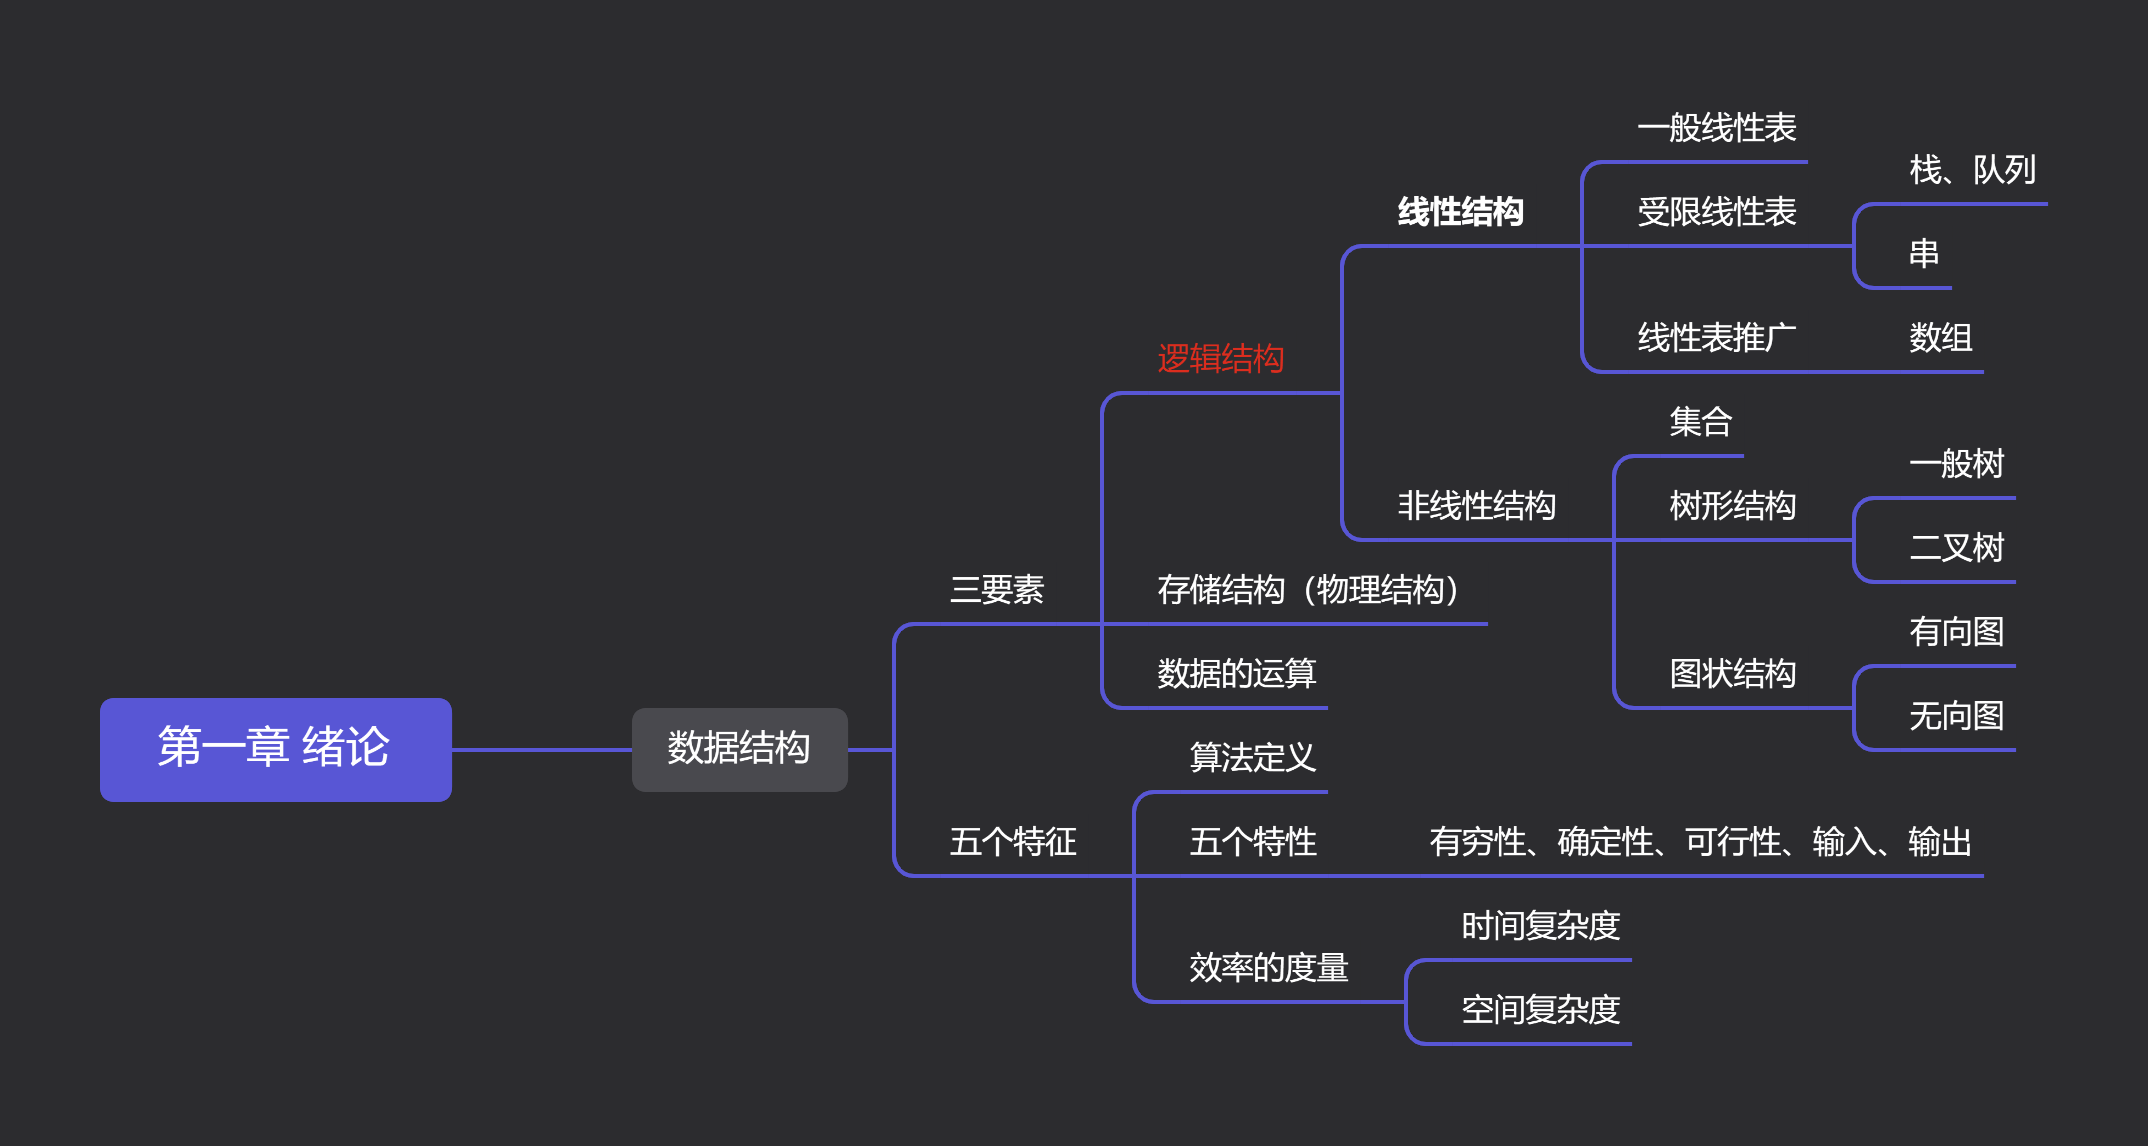 第一章 绪论
数据结构
三要素
逻辑结构
线性结构
一般线性表
受限线性表
栈、队列
串
线性表推广
数组
非线性结构
集合
树形结构
一般树
二叉树
图状结构
有向图
无向图
存储结构（物理结构）
数据的运算
五个特征
算法定义
五个特性
有穷性、确定性、可行性、输入、输出
效率的度量
时间复杂度
空间复杂度